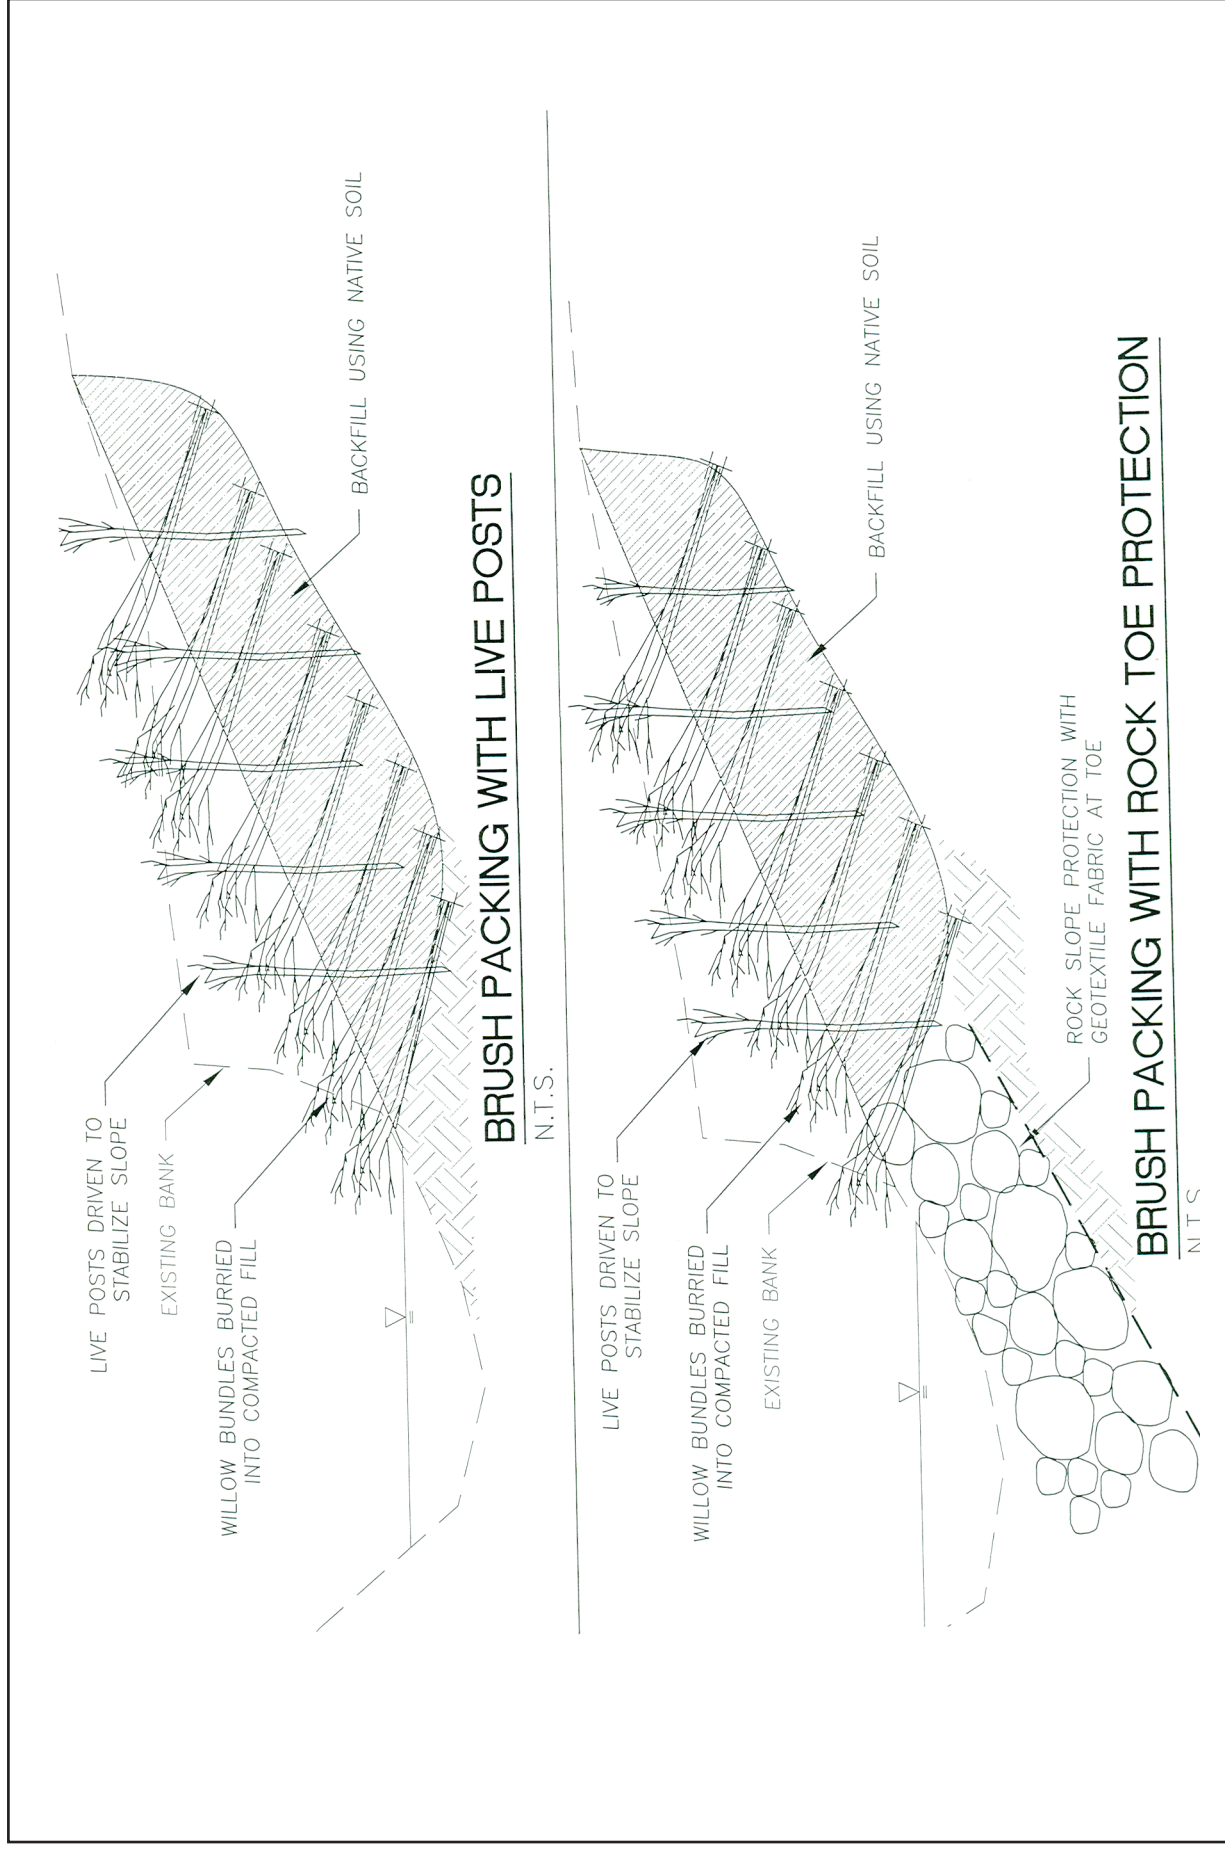 LIVE POSTS DRIVEN TO
STABILIZE SLOPE
EXISTING BANK
WILLOW BUNDLES BURRIED
INTO COMPACTED FILL
BACKFILL USING NATIVE SOIL
BRUSH PACKING WITH LIVE POSTS
N.T.S.
LIVE POSTS DRIVEN TO
STABILIZE SLOPE
WILLOW BUNDLES BURRIED
INTO COMPACTED FILL
EXISTING BANK
BACKFILL USING NATIVE SOIL
ROCK SLOPE PROTECTION WITH
GEOTEXTILE FABRIC AT TOE
BRUSH PACKING WITH ROCK TOE PROTECTION
N.T.S